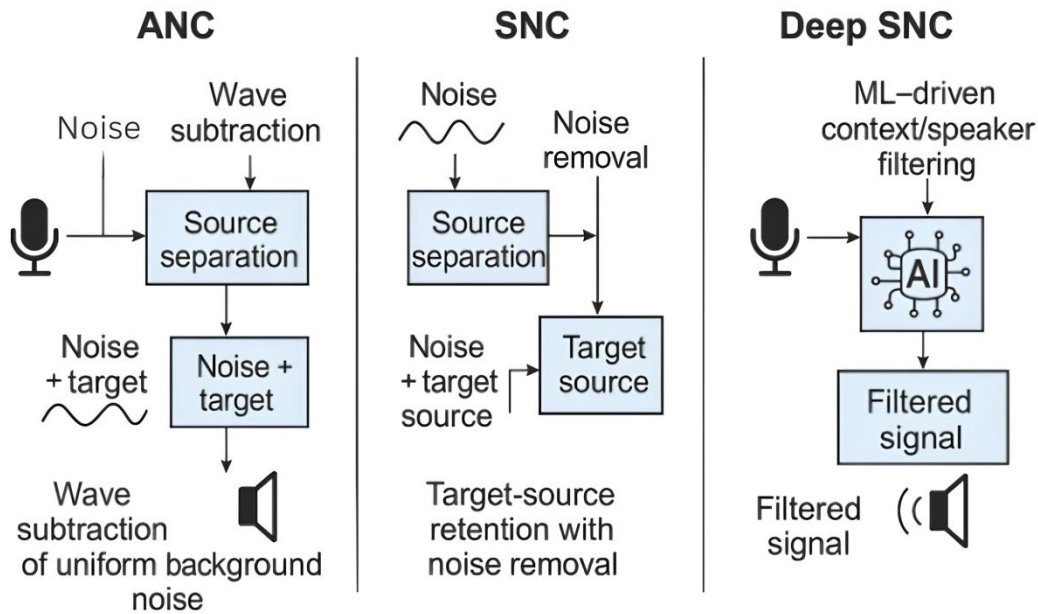 ANC
Noise
Wave
subtraction
Source
separation
Noise
+ target
Noise +
target
Wave
subtraction
of uniform background
noise
SNC
Noise
Noise
removal
Source
separation
Noise
+ target
source
Target
source
Target-source
retention with
noise removal
Deep SNC
ML–driven
context/speaker
filtering
AI
Filtered
signal
Filtered
signal